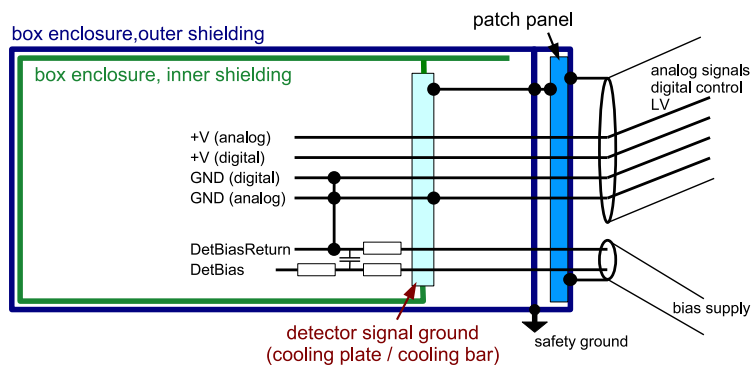 patch panel
box enclosure,outer shielding
box enclosure, inner shielding
analog signals
digital control
LV
+V (analog)
+V (digital)
GND (digital)
GND (analog)
DetBiasReturn
DetBias
detector signal ground
(cooling plate / cooling bar)
safety ground
bias supply